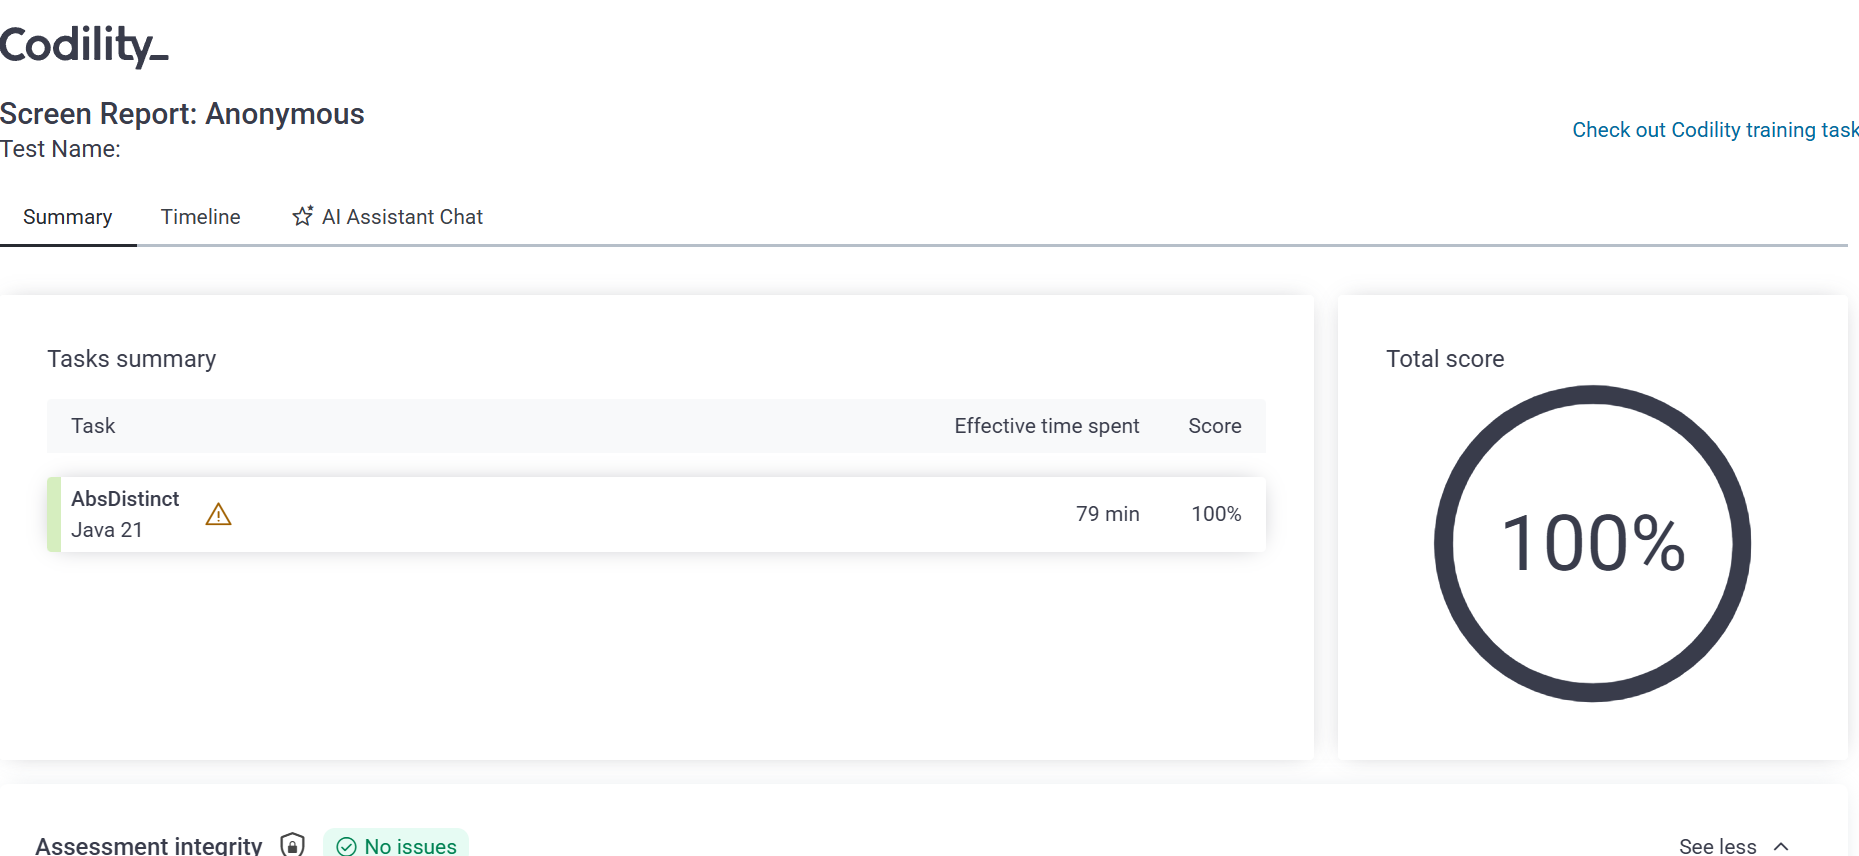 Codility_
Screen Report: Anonymous
Test Name:
Check out Codility training task
Summary
Timeline
AI Assistant Chat
Tasks summary
Task
Effective time spent
Score
AbsDistinct
Java 21
79 min
100%
Total score
100%
Assessment integrity
No issues
See less